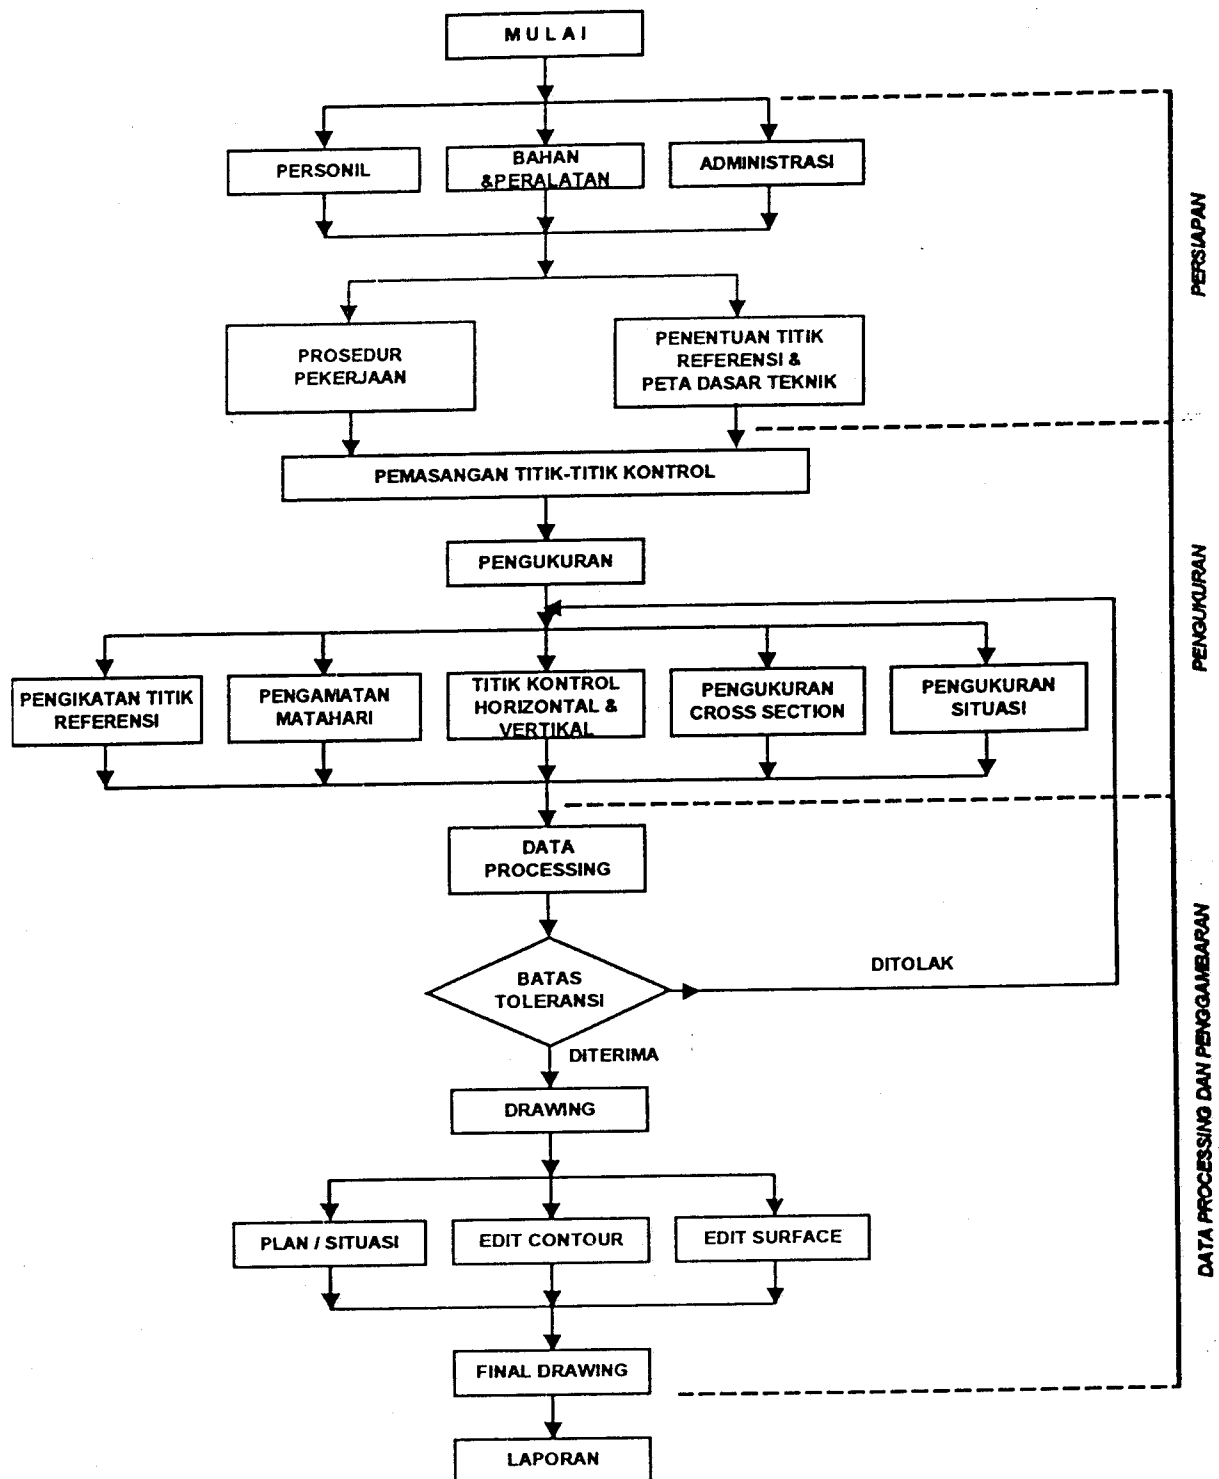 M U L A I
PERSONIL
BAHAN
&PERALATAN
ADMINISTRASI
PERSIAPAN
PROSEDUR
PEKERJAAN
PENENTUAN TITIK
REFERENSI &
PETA DASAR TEKNIK
PEMASANGAN TITIK-TITIK KONTROL
PENGUKURAN
PENGUKURAN
PENGIKATAN TITIK
REFERENSI
PENGAMATAN
MATAHARI
TITIK KONTROL
HORIZONTAL &
VERTIKAL
PENGUKURAN
CROSS SECTION
PENGUKURAN
SITUASI
DATA
PROCESSING
BATAS
TOLERANSI
DITOLAK
DITERIMA
DATA PROCESSING DAN PENGGAMBARAN
DRAWING
PLAN / SITUASI
EDIT CONTOUR
EDIT SURFACE
FINAL DRAWING
LAPORAN